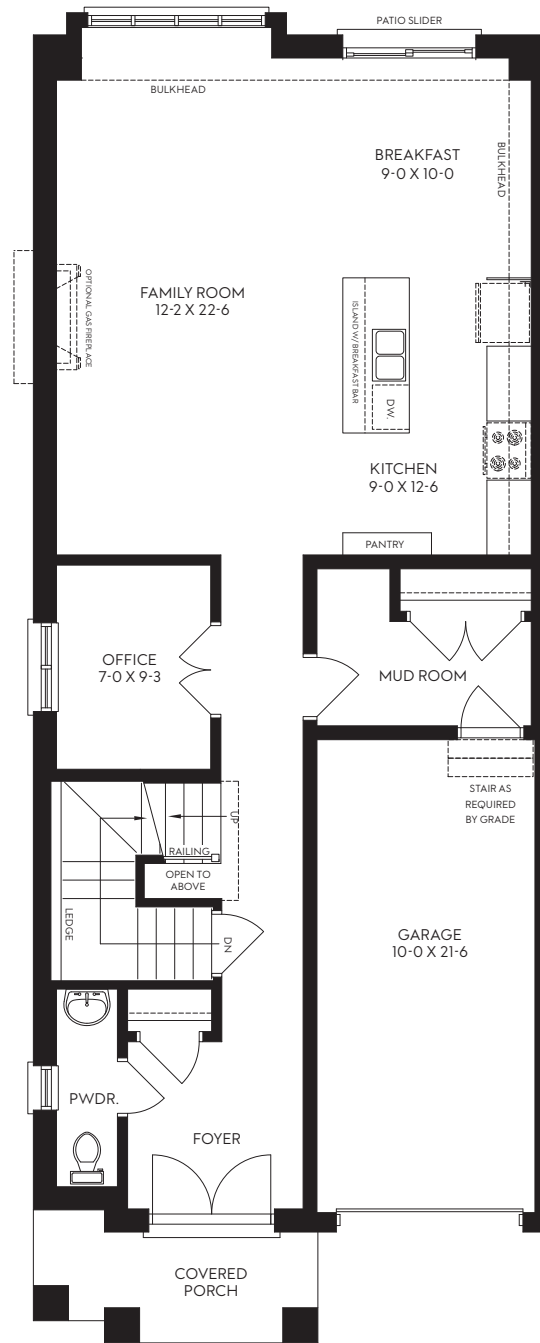 PATIO SLIDER
BULKHEAD
BREAKFAST
9-0 X 10-0
BULKHEAD
FAMILY ROOM
12-2 X 22-6
OPTIONAL GAS FIREPLACE
ISLAND W/ BREAKFAST BAR
DW.
KITCHEN
9-0 X 12-6
PANTRY
OFFICE
7-0 X 9-3
MUD ROOM
STAIR AS
REQUIRED
BY GRADE
UP
RAILING
OPEN TO
ABOVE
LEDGE
DN
GARAGE
10-0 X 21-6
PWDR.
FOYER
COVERED
PORCH